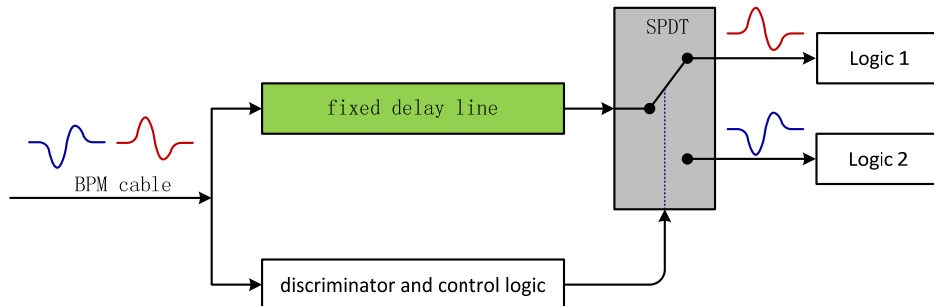 SPDT
Logic 1
fixed delay line
Logic 2
BPM cable
discriminator and control logic